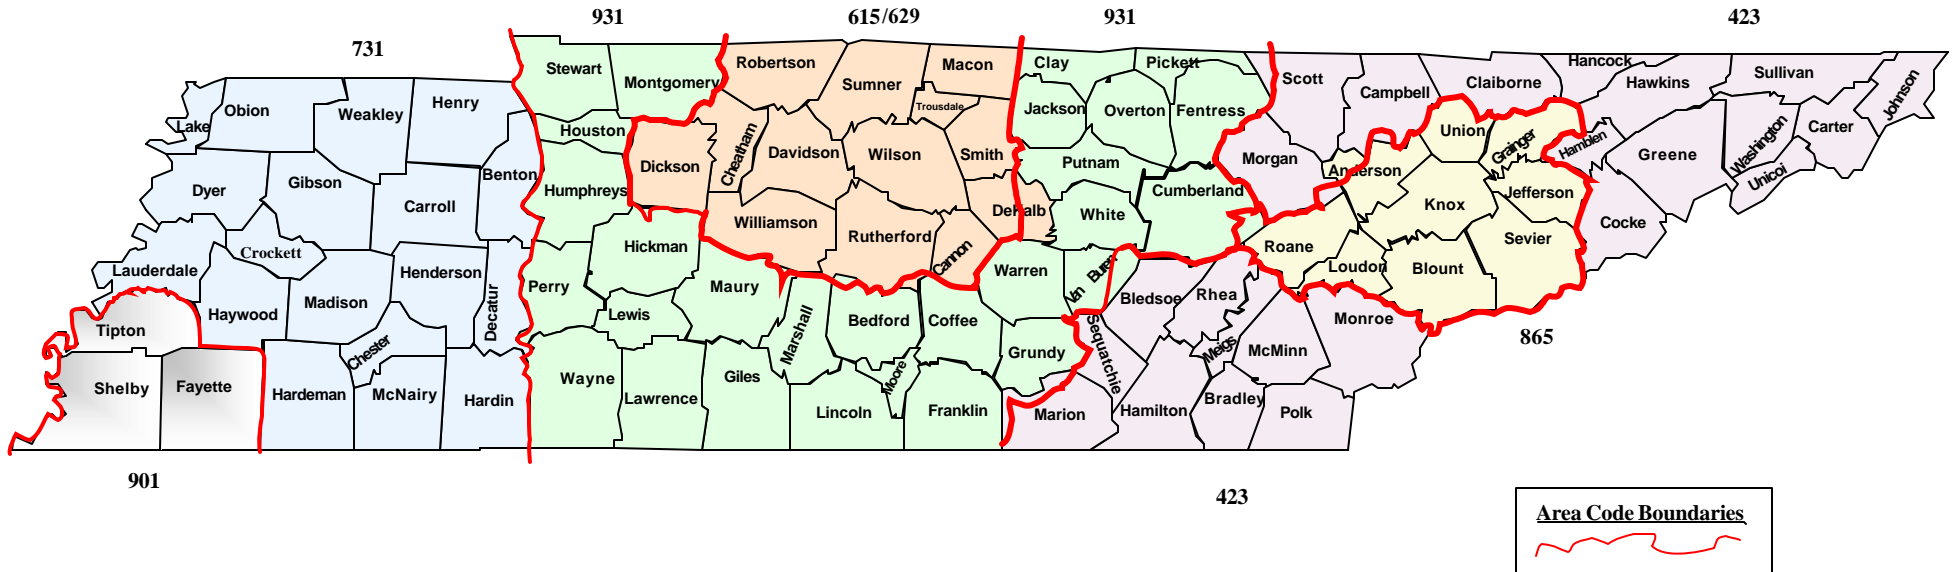 931
615/629
931
423
731
Stewart
Montgomery
Robertson
Sumner
Macon
Trousdale
Clay
Pickett
Scott
Campbell
Claiborne
Hancock
Hawkins
Sullivan
Johnson
Lake
Obion
Weakley
Henry
Houston
Cheatham
Jackson
Overton
Fentress
Union
Grainger
Hamblen
Greene
Washington
Carter
Unicoi
Benton
Dickson
Davidson
Wilson
Smith
Putnam
Morgan
Anderson
Dyer
Gibson
Carroll
Humphreys
Williamson
Rutherford
Cannon
DeKalb
White
Cumberland
Knox
Jefferson
Cocke
Crockett
Hickman
Roane
Loudon
Blount
Sevier
Lauderdale
Haywood
Madison
Henderson
Decatur
Perry
Lewis
Maury
Marshall
Bedford
Coffee
Warren
Van Buren
Bledsoe
Rhea
Monroe
865
Tipton
Chester
Moore
Grundy
Sequatchie
Meigs
McMinn
Shelby
Fayette
Hardeman
McNairy
Hardin
Wayne
Lawrence
Giles
Lincoln
Franklin
Marion
Hamilton
Bradley
Polk
901
423
Area Code Boundaries